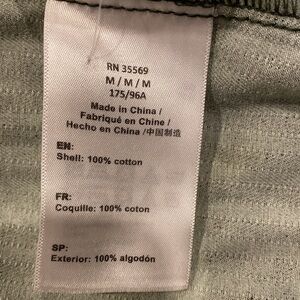 RN 35569
M / M / M
175/96A
Made in China /
Fabriqué en Chine /
Hecho en China /中国制造
EN:
Shell: 100% cotton
FR:
Coquille: 100% coton
SP:
Exterior: 100% algodón